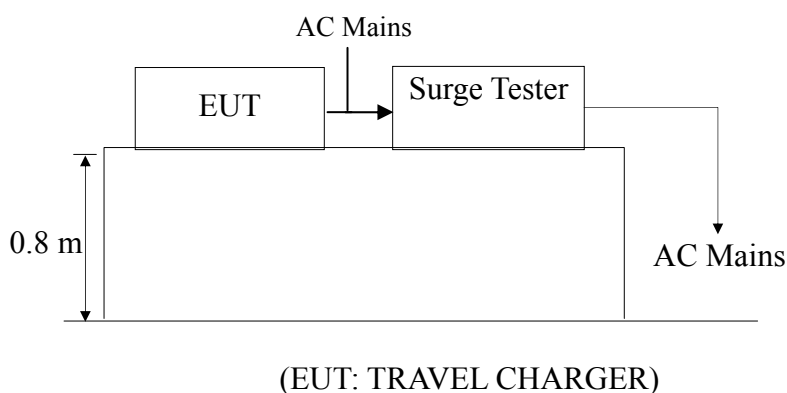 AC Mains
EUT
Surge Tester
0.8 m
AC Mains
(EUT: TRAVEL CHARGER)